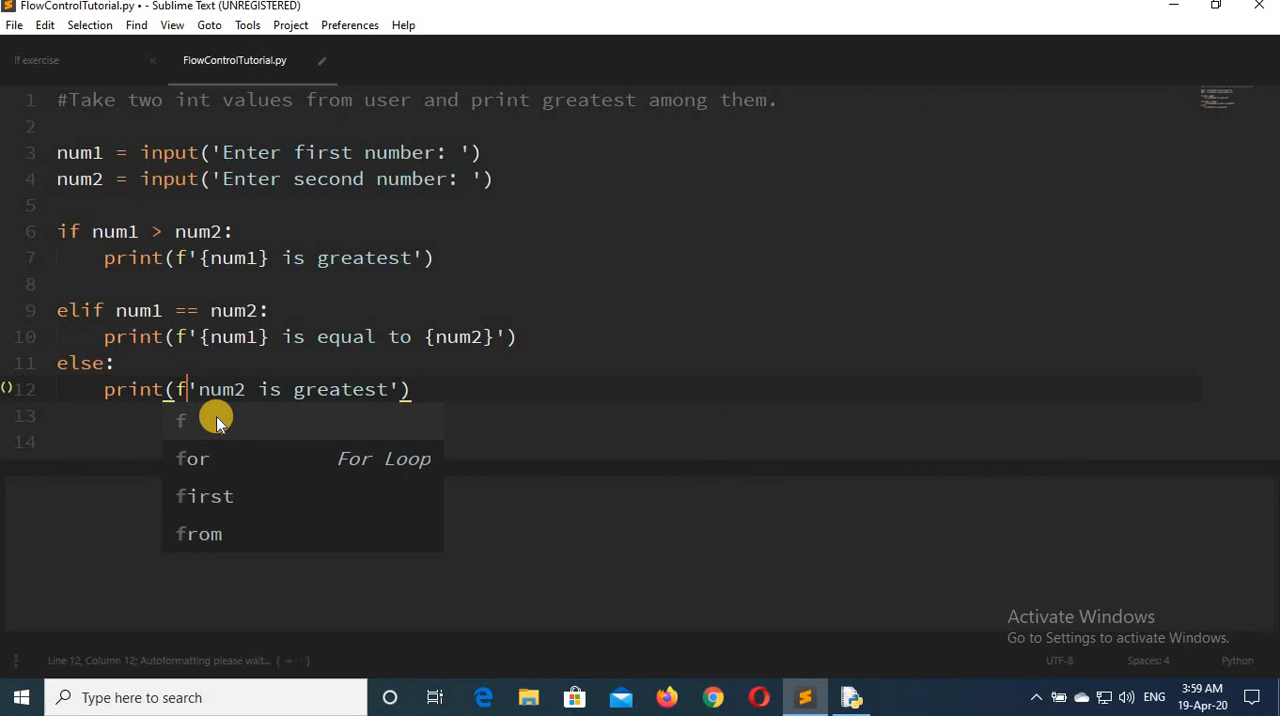 FlowControlTutorial.py • - Sublime Text (UNREGISTERED)
File Edit Selection Find View Goto Tools Project Preferences Help
If exercise × FlowControlTutorial.py
1 #Take two int values from user and print greatest among them.
2
3 num1 = input('Enter first number: ')
4 num2 = input('Enter second number: ')
5
6 if num1 > num2:
7 print(f'{num1} is greatest')
8
9 elif num1 == num2:
10 print(f'{num1} is equal to {num2}')
11 else:
12 print(f'num2 is greatest')
13
14
f
for For Loop
first
from
Activate Windows
Go to Settings to activate Windows.
Line 12, Column 12; Autoformatting please wait... UTF-8 Spaces: 4 Python
Type here to search
ENG
3:59 AM
19-Apr-20